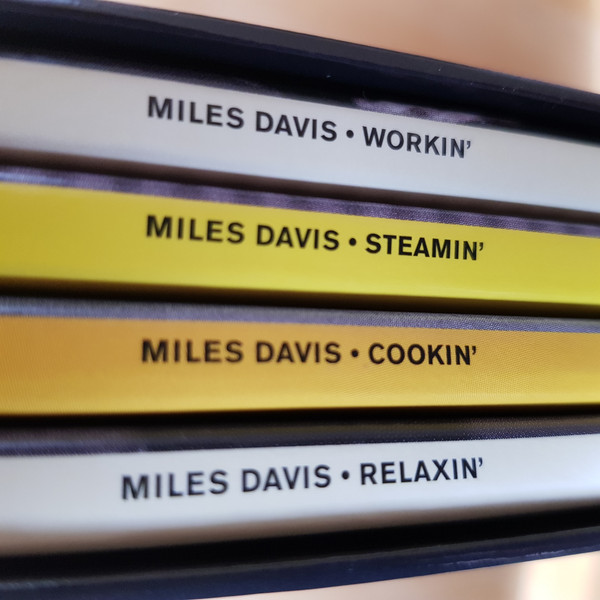 MILES DAVIS • WORKIN’
MILES DAVIS • STEAMIN’
MILES DAVIS • COOKIN’
MILES DAVIS • RELAXIN’